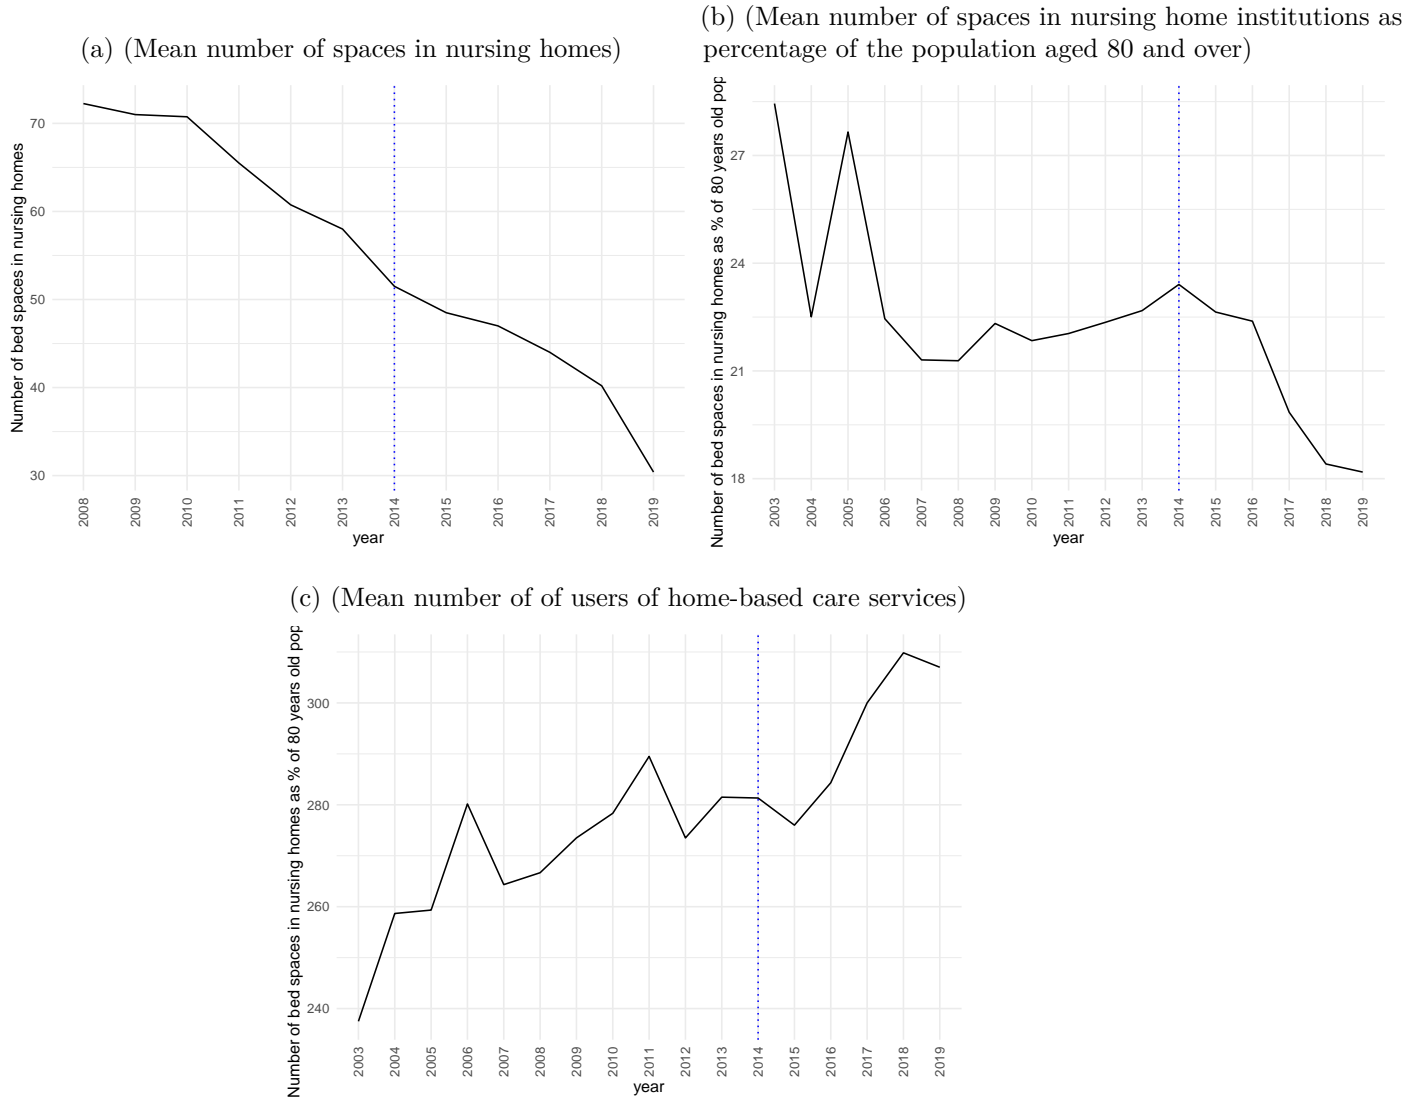 (a) (Mean number of spaces in nursing homes)
Number of bed spaces in nursing homes
70
60
50
40
30
2008 2009 2010 2011 2012 2013 2014 2015 2016 2017 2018 2019
year
(b) (Mean number of spaces in nursing home institutions as
percentage of the population aged 80 and over)
Number of bed spaces in nursing homes as % of 80 years old pop
27
24
21
18
2003 2004 2005 2006 2007 2008 2009 2010 2011 2012 2013 2014 2015 2016 2017 2018 2019
year
(c) (Mean number of of users of home-based care services)
Number of bed spaces in nursing homes as % of 80 years old pop
300
280
260
240
2003 2004 2005 2006 2007 2008 2009 2010 2011 2012 2013 2014 2015 2016 2017 2018 2019
year